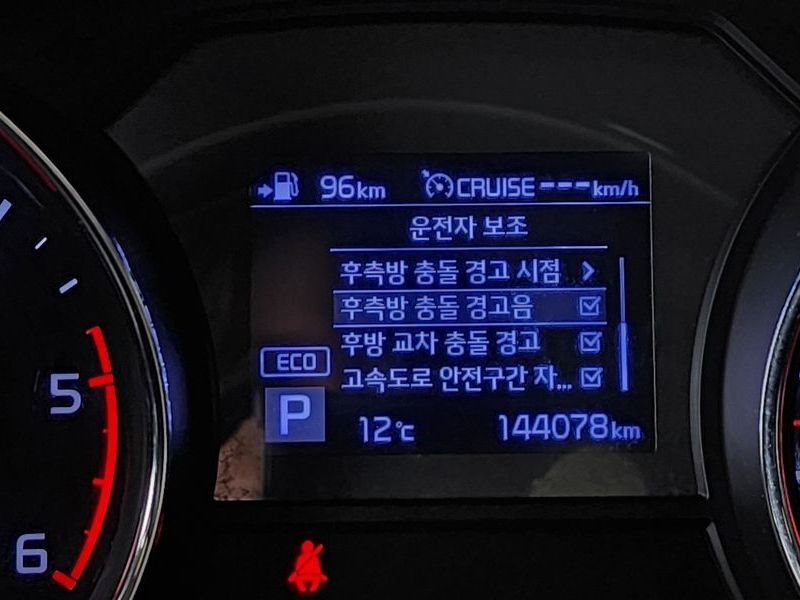 96km CRUISE---km/h
운전자 보조
후측방 충돌 경고 시점 >
후측방 충돌 경고음
후방 교차 충돌 경고
ECO
고속도로 안전구간 자...
P
12℃ 144078km
5
6